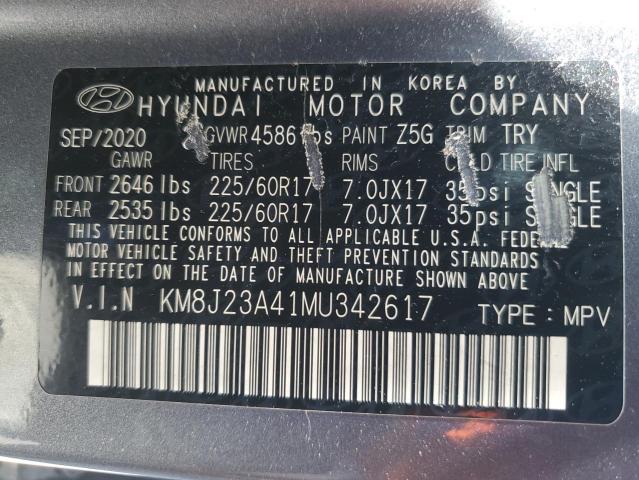 MANUFACTURED IN KOREA BY
HYUNDAI MOTOR COMPANY
SEP/2020 GVWR 4586 lbs PAINT Z5G TRIM TRY
GAWR TIRES RIMS COLD TIRE INFL
FRONT 2646 lbs 225/60R17 7.0JX17 35psi SINGLE
REAR 2535 lbs 225/60R17 7.0JX17 35psi SINGLE
THIS VEHICLE CONFORMS TO ALL APPLICABLE U.S.A. FEDERAL
MOTOR VEHICLE SAFETY AND THEFT PREVENTION STANDARDS
IN EFFECT ON THE DATE OF MANUFACTURE SHOWN ABOVE
V.I.N KM8J23A41MU342617 TYPE : MPV